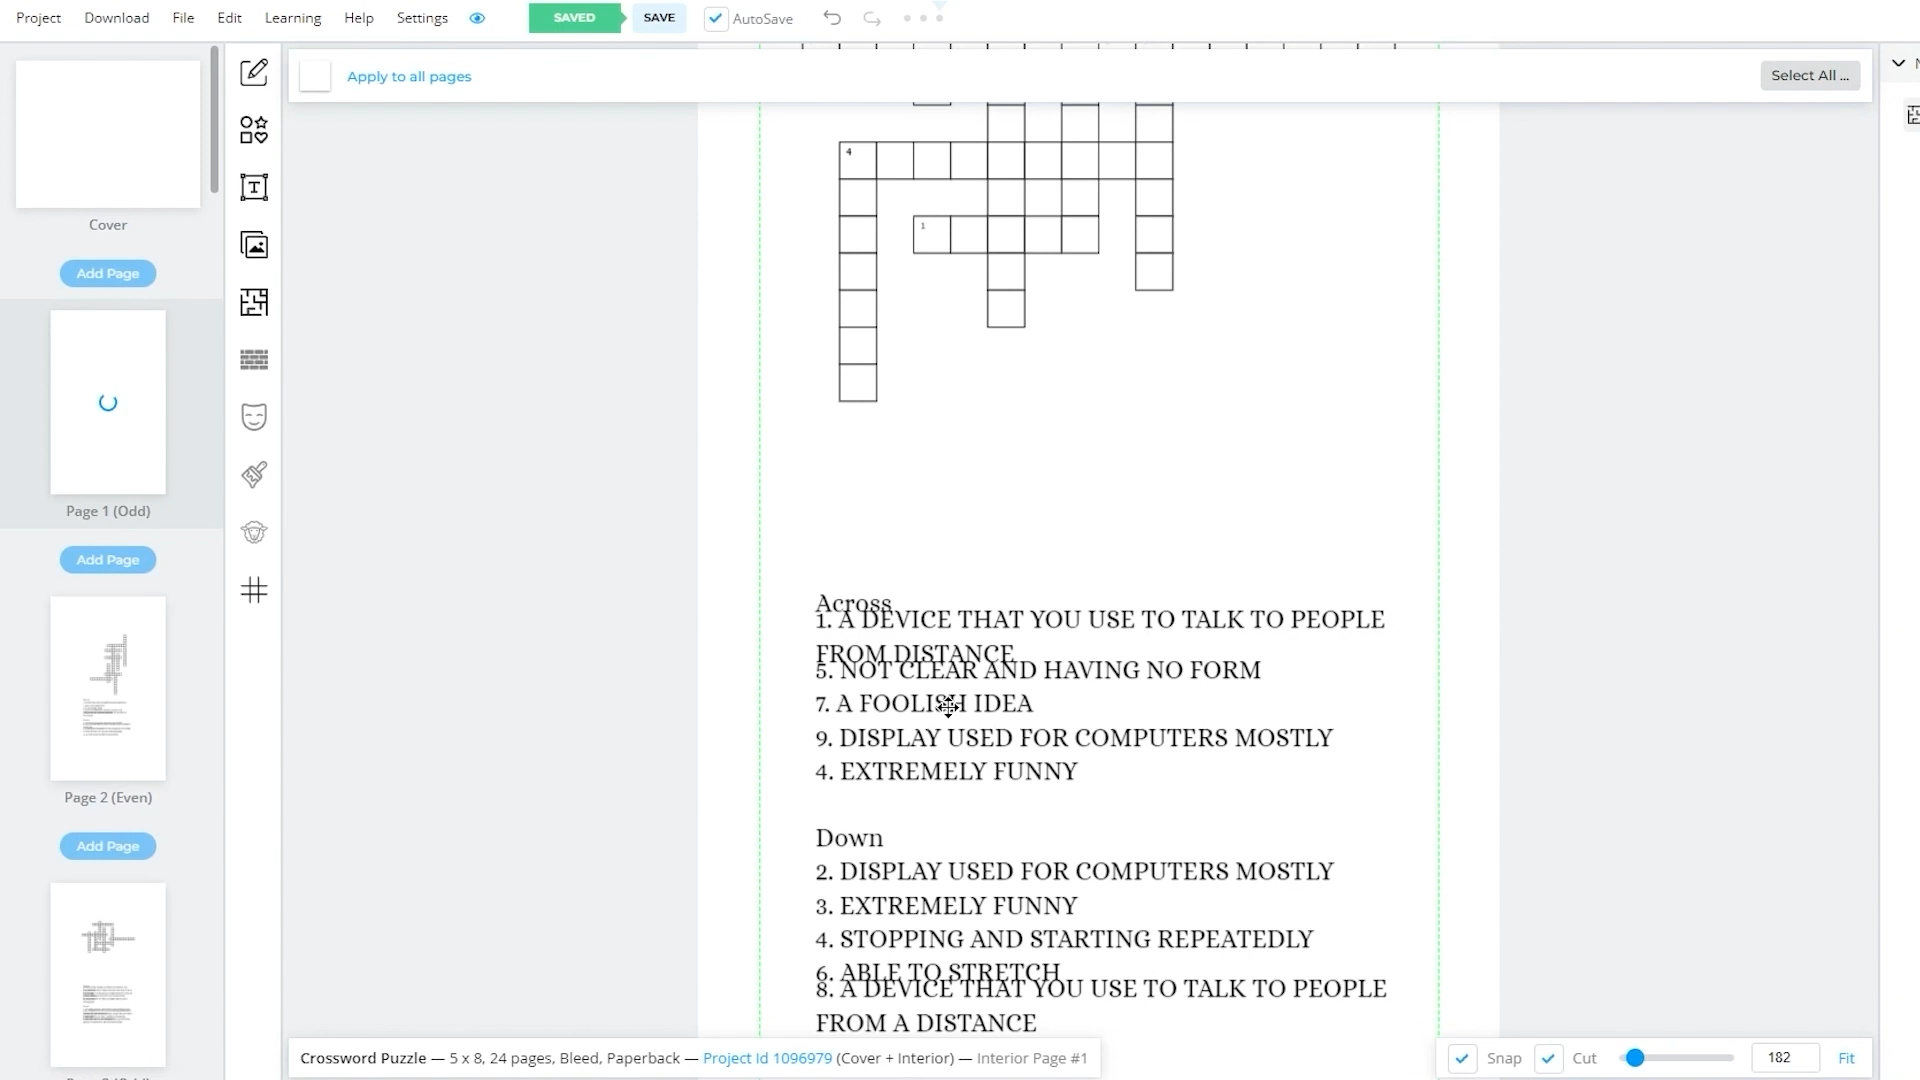 Project Download File Edit Learning Help Settings SAVED SAVE AutoSave
Apply to all pages
Select All ...
Cover
Add Page
Page 1 (Odd)
Add Page
Page 2 (Even)
Add Page
4
1
Across
1. A DEVICE THAT YOU USE TO TALK TO PEOPLE
FROM DISTANCE
5. NOT CLEAR AND HAVING NO FORM
7. A FOOLISH IDEA
9. DISPLAY USED FOR COMPUTERS MOSTLY
4. EXTREMELY FUNNY
Down
2. DISPLAY USED FOR COMPUTERS MOSTLY
3. EXTREMELY FUNNY
4. STOPPING AND STARTING REPEATEDLY
6. ABLE TO STRETCH
8. A DEVICE THAT YOU USE TO TALK TO PEOPLE
FROM A DISTANCE
Crossword Puzzle — 5 x 8, 24 pages, Bleed, Paperback — Project Id 1096979 (Cover + Interior) — Interior Page #1
Snap Cut 182 Fit